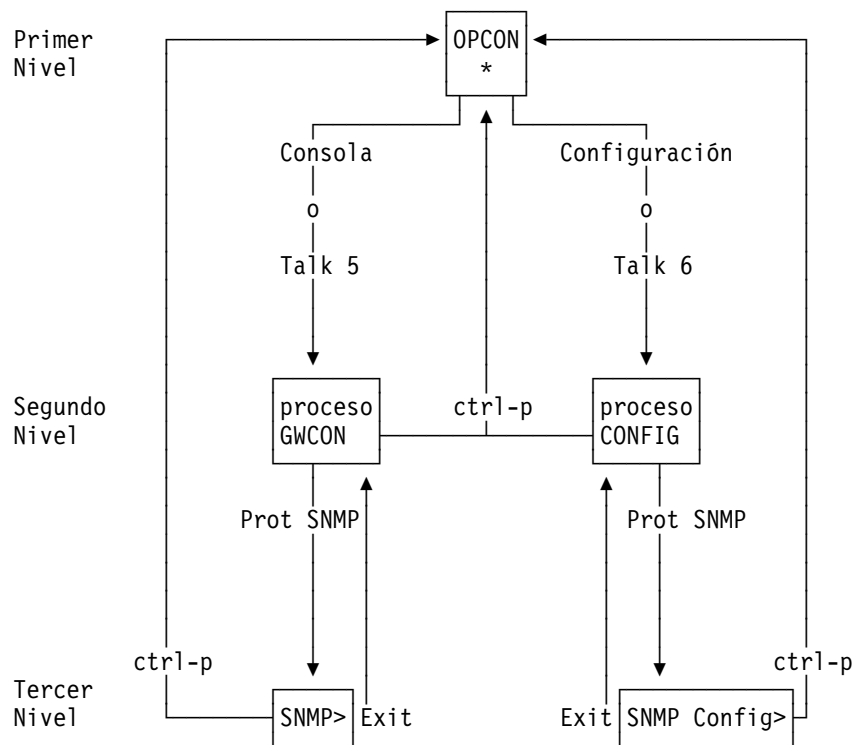 Primer
Nivel
OPCON
*
Consola
Configuración
o
o
Talk 5
Talk 6
Segundo
Nivel
proceso
GWCON
ctrl-p
proceso
CONFIG
Prot SNMP
Prot SNMP
ctrl-p
ctrl-p
Tercer
Nivel
SNMP>
Exit
Exit
SNMP Config>